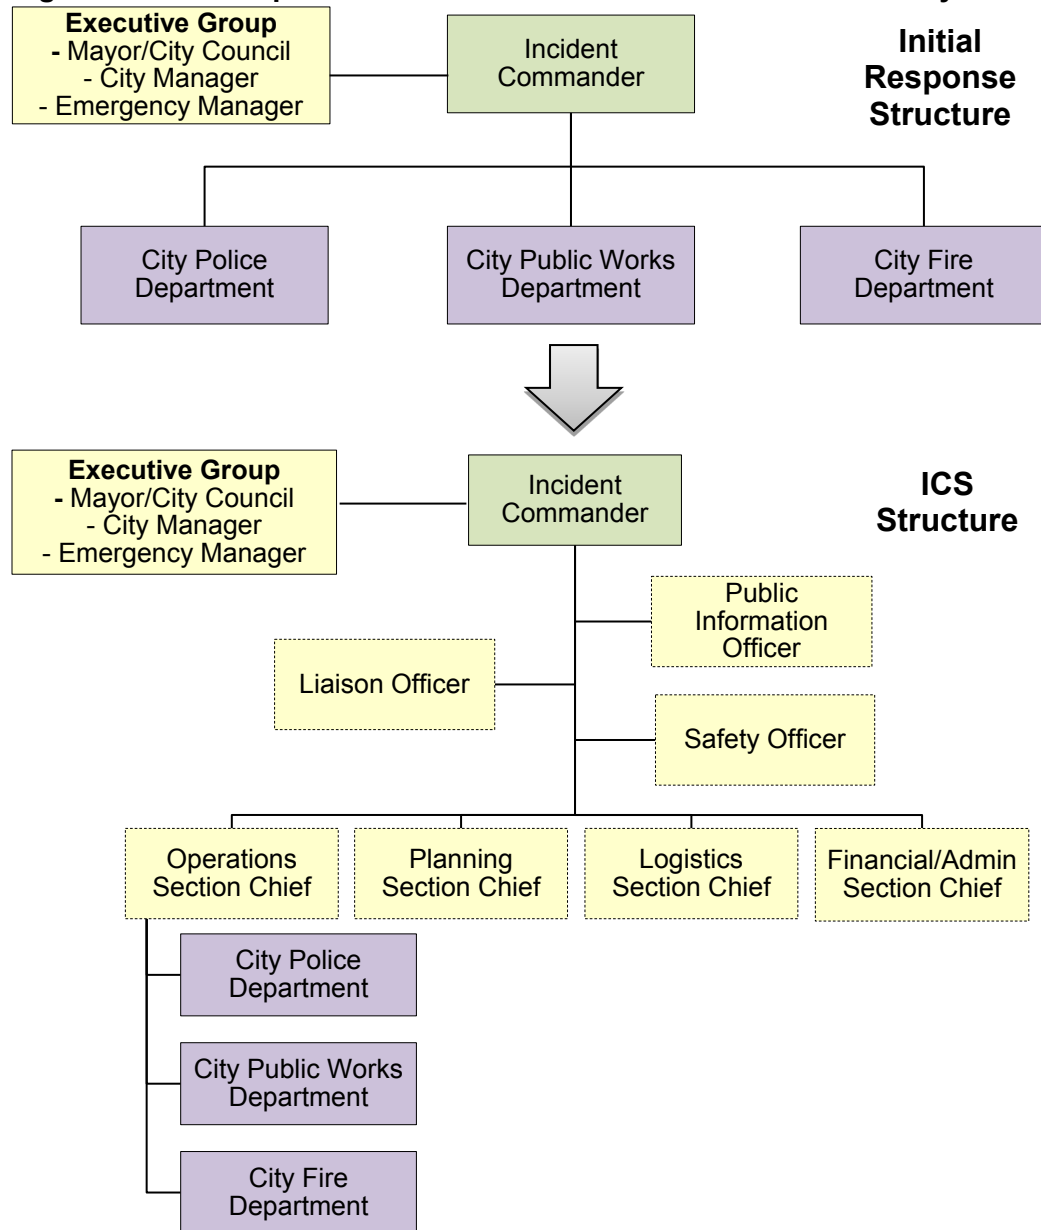 Executive Group
- Mayor/City Council
- City Manager
- Emergency Manager
Incident
Commander
Initial
Response
Structure
City Police
Department
City Public Works
Department
City Fire
Department
Executive Group
- Mayor/City Council
- City Manager
- Emergency Manager
Incident
Commander
ICS
Structure
Public
Information
Officer
Liaison Officer
Safety Officer
Operations
Section Chief
Planning
Section Chief
Logistics
Section Chief
Financial/Admin
Section Chief
City Police
Department
City Public Works
Department
City Fire
Department